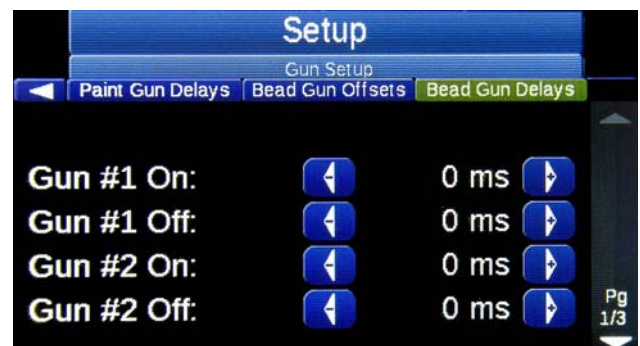 Setup
Gun Setup
Paint Gun Delays Bead Gun Offsets Bead Gun Delays
Gun #1 On: - 0 ms +
Gun #1 Off: - 0 ms +
Gun #2 On: - 0 ms +
Gun #2 Off: - 0 ms +
Pg
1/3